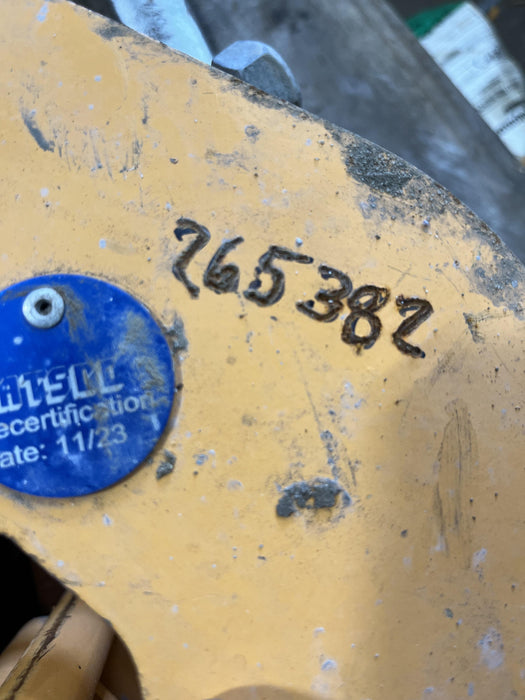 265382
ecertification
ate: 11/23